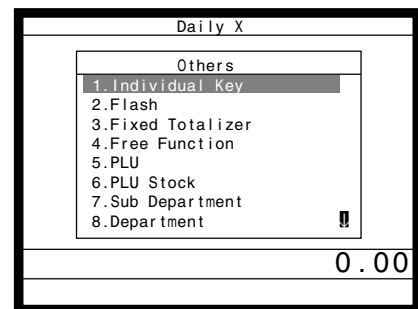 Daily X
Others
1.Individual Key
2.Flash
3.Fixed Totalizer
4.Free Function
5.PLU
6.PLU Stock
7.Sub Department
8.Department
0.00